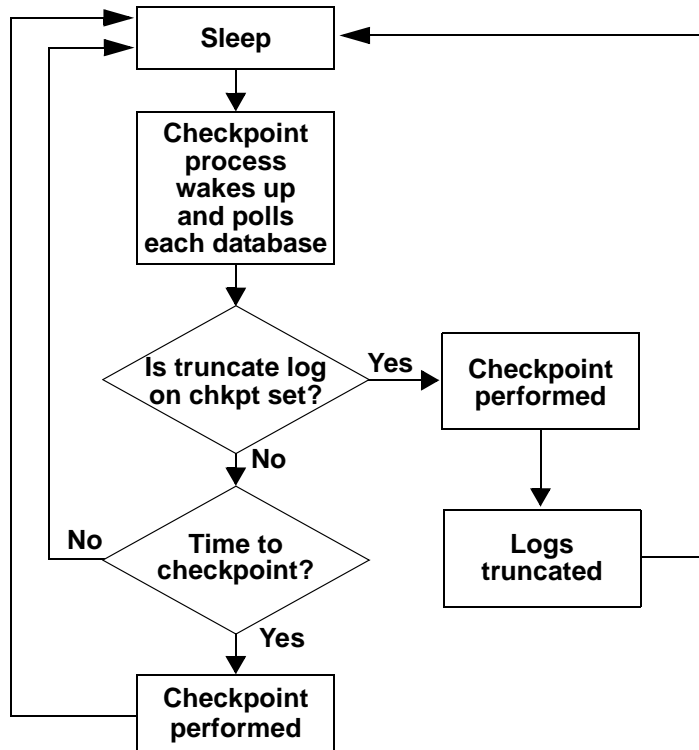 Sleep
Checkpoint
process
wakes up
and polls
each database
Is truncate log
on chkpt set?
Yes
Checkpoint
performed
No
Logs
truncated
No
Time to
checkpoint?
Yes
Checkpoint
performed